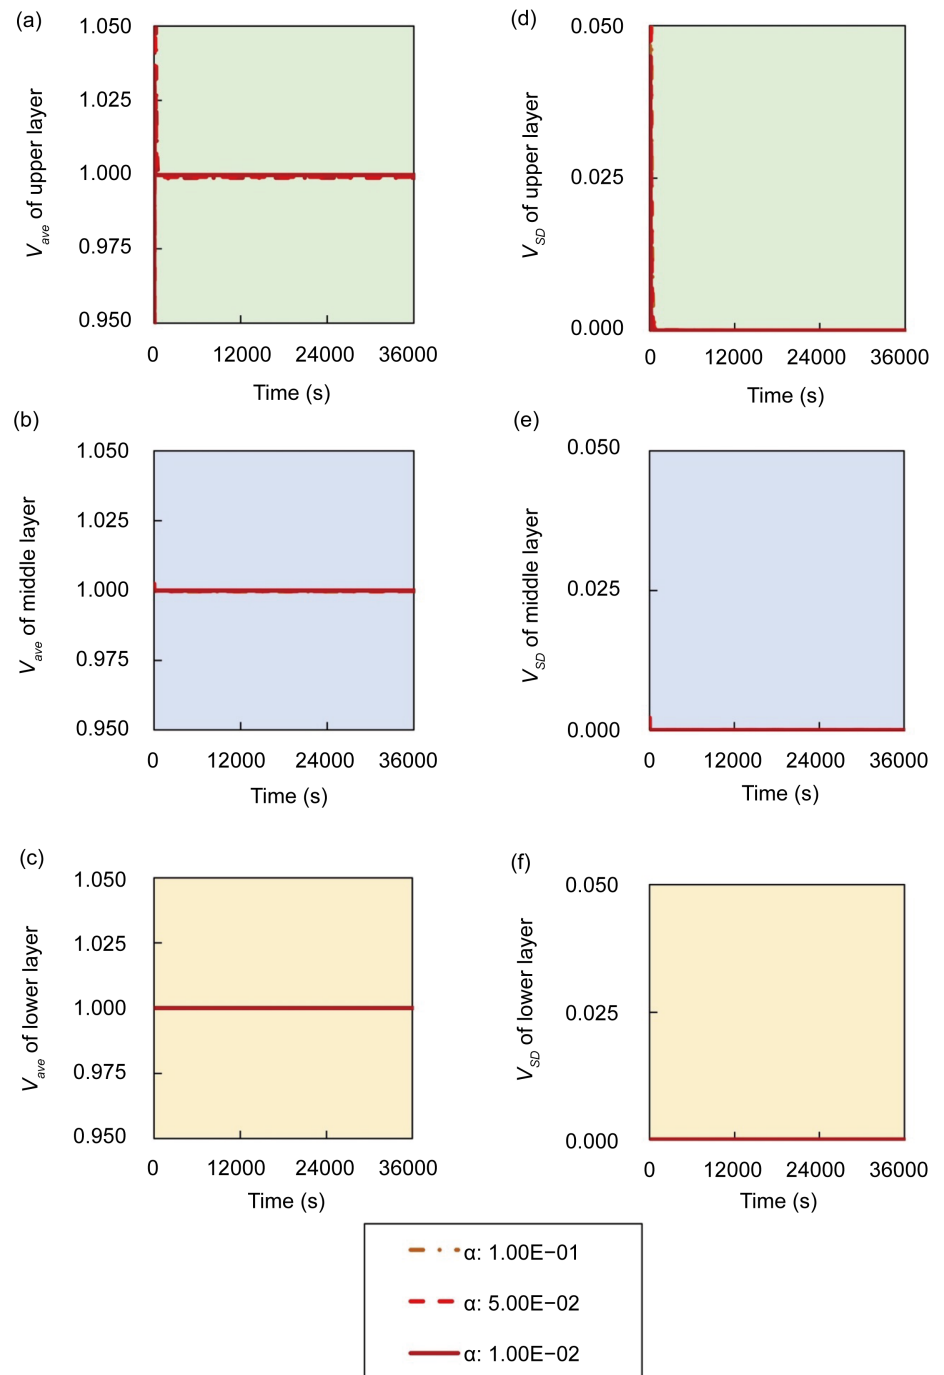 (a)
1.050
1.025
1.000
0.975
0.950
V_ave of upper layer
0 12000 24000 36000
Time (s)
(d)
0.050
0.025
0.000
V_SD of upper layer
0 12000 24000 36000
Time (s)
(b)
1.050
1.025
1.000
0.975
0.950
V_ave of middle layer
0 12000 24000 36000
Time (s)
(e)
0.050
0.025
0.000
V_SD of middle layer
0 12000 24000 36000
Time (s)
(c)
1.050
1.025
1.000
0.975
0.950
V_ave of lower layer
0 12000 24000 36000
Time (s)
(f)
0.050
0.025
0.000
V_SD of lower layer
0 12000 24000 36000
Time (s)
α: 1.00E−01
α: 5.00E−02
α: 1.00E−02